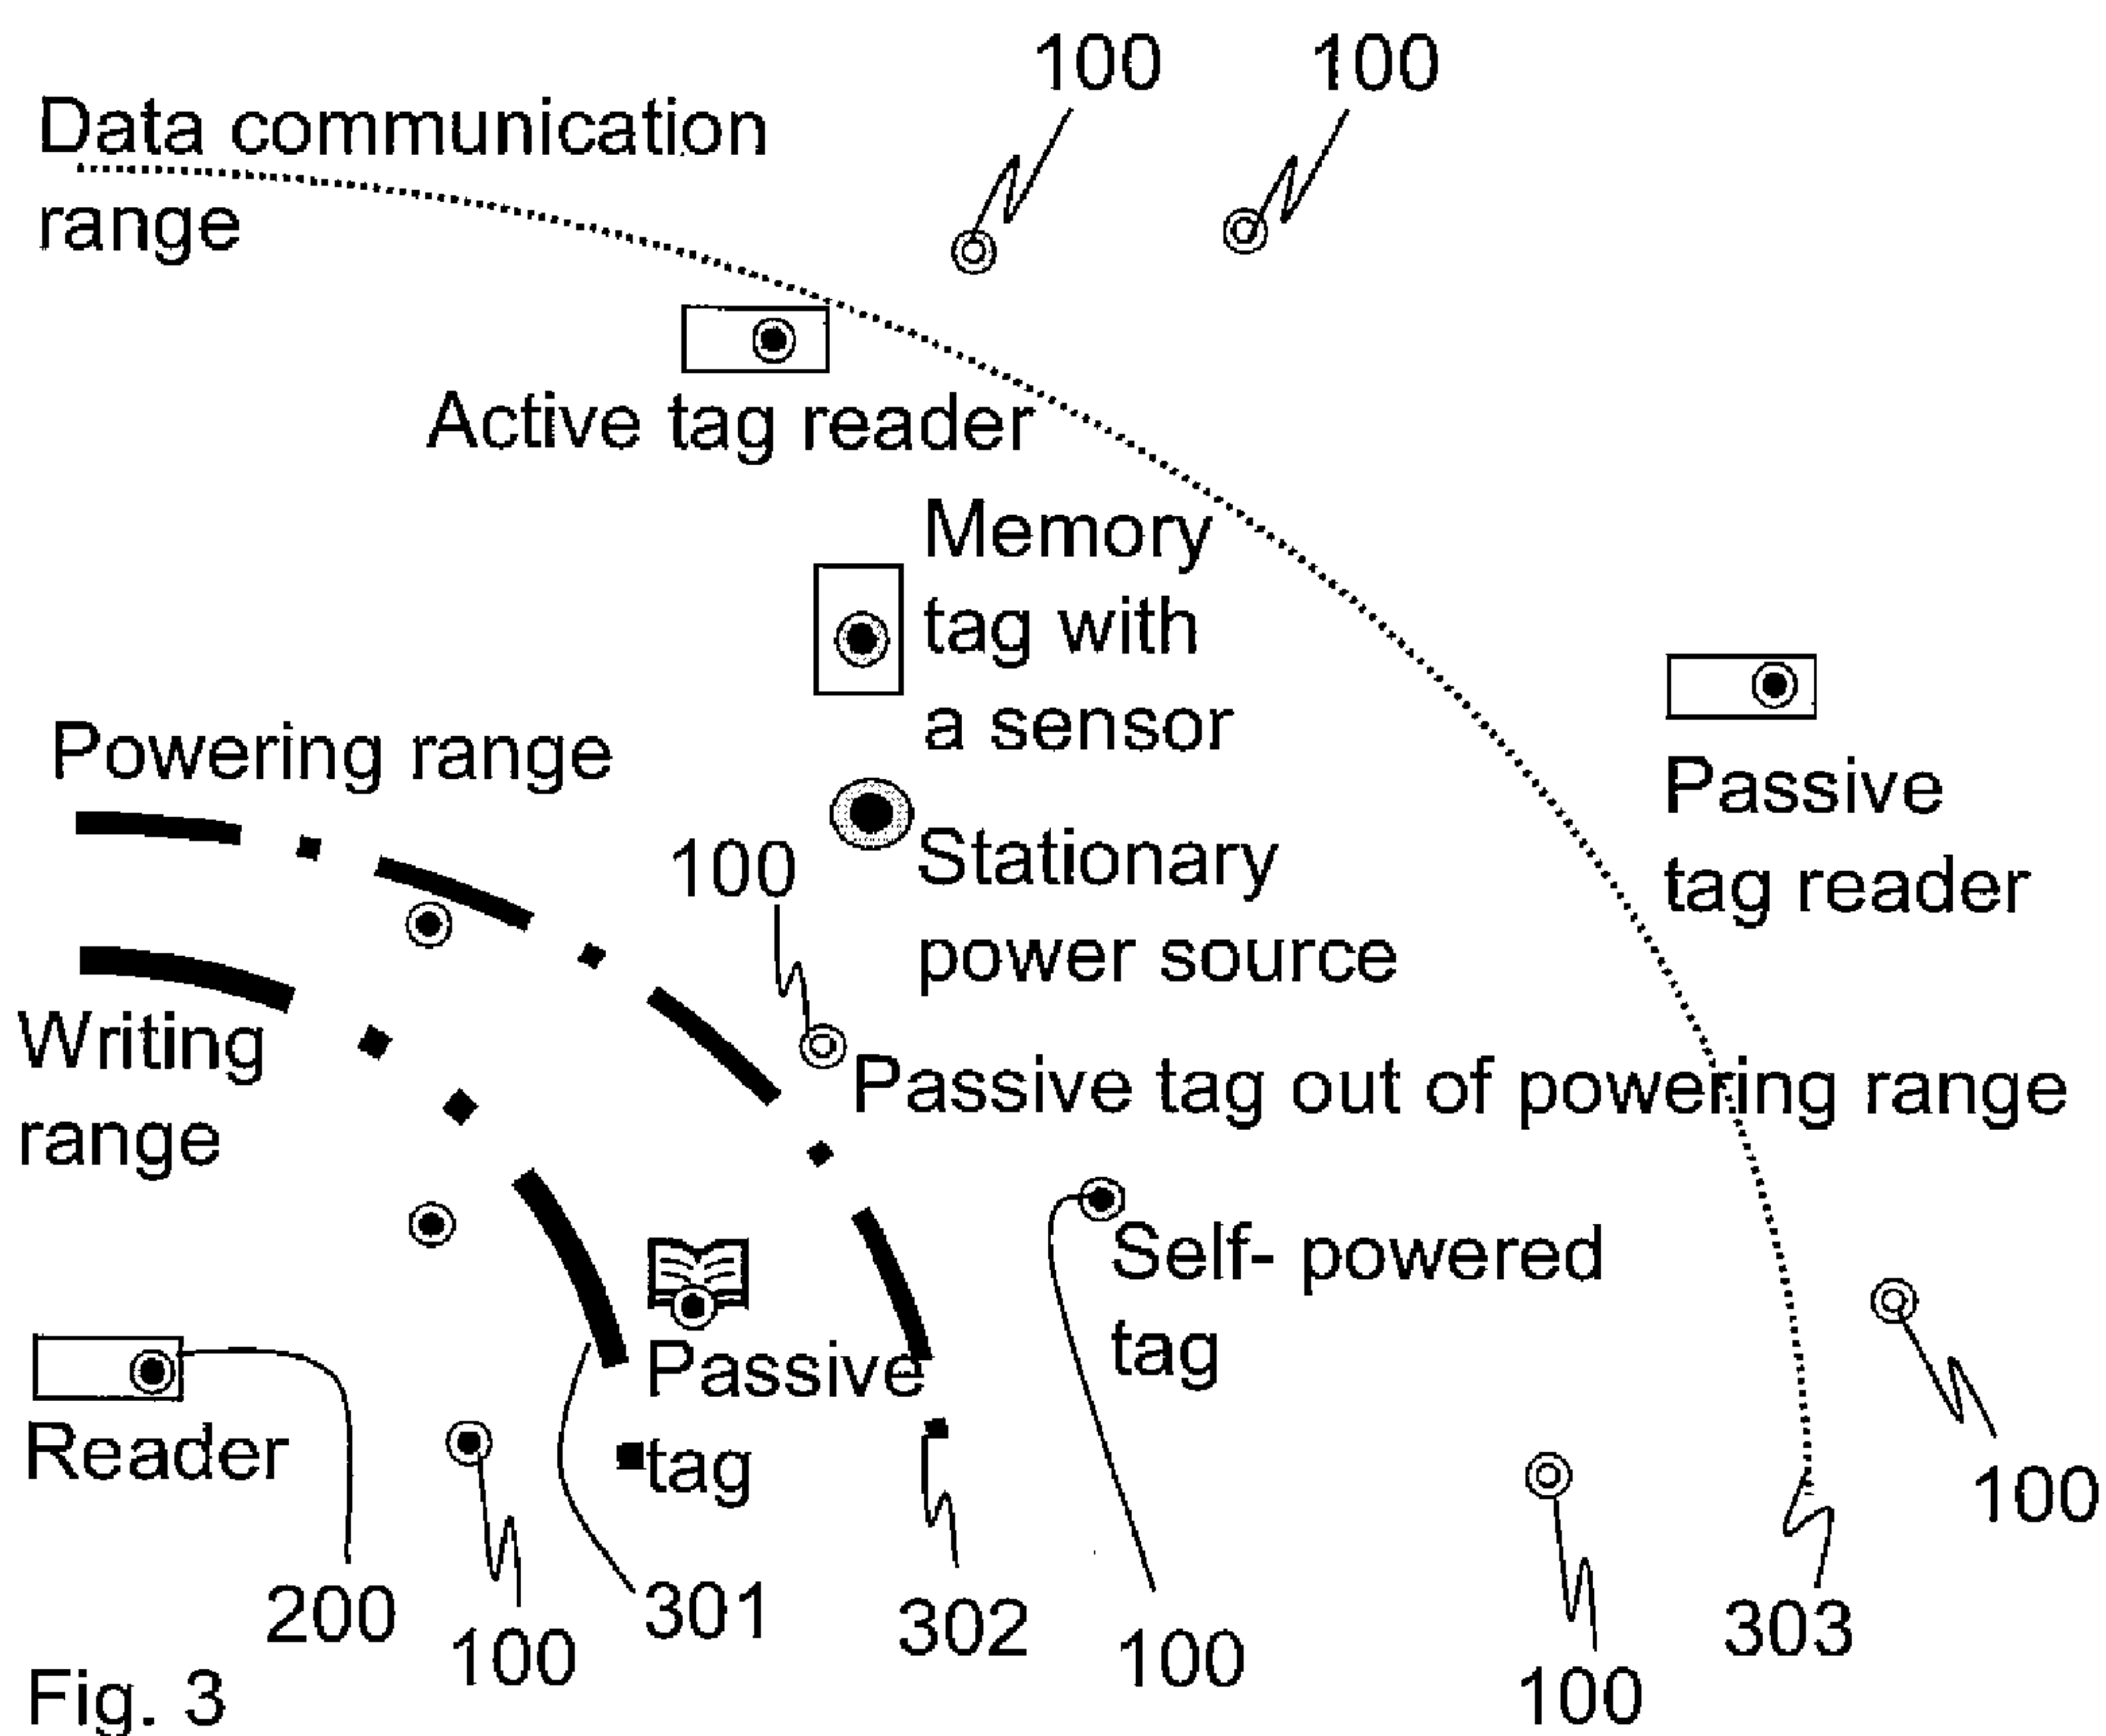 100 100
Data communication
range
Active tag reader
Memory
tag with
a sensor
Powering range
Passive
tag reader
100
Stationary
power source
Writing
range
Passive tag out of powering range
Self- powered
tag
Passive
tag
Reader
100
200
100
301
302
100
100
303
Fig. 3